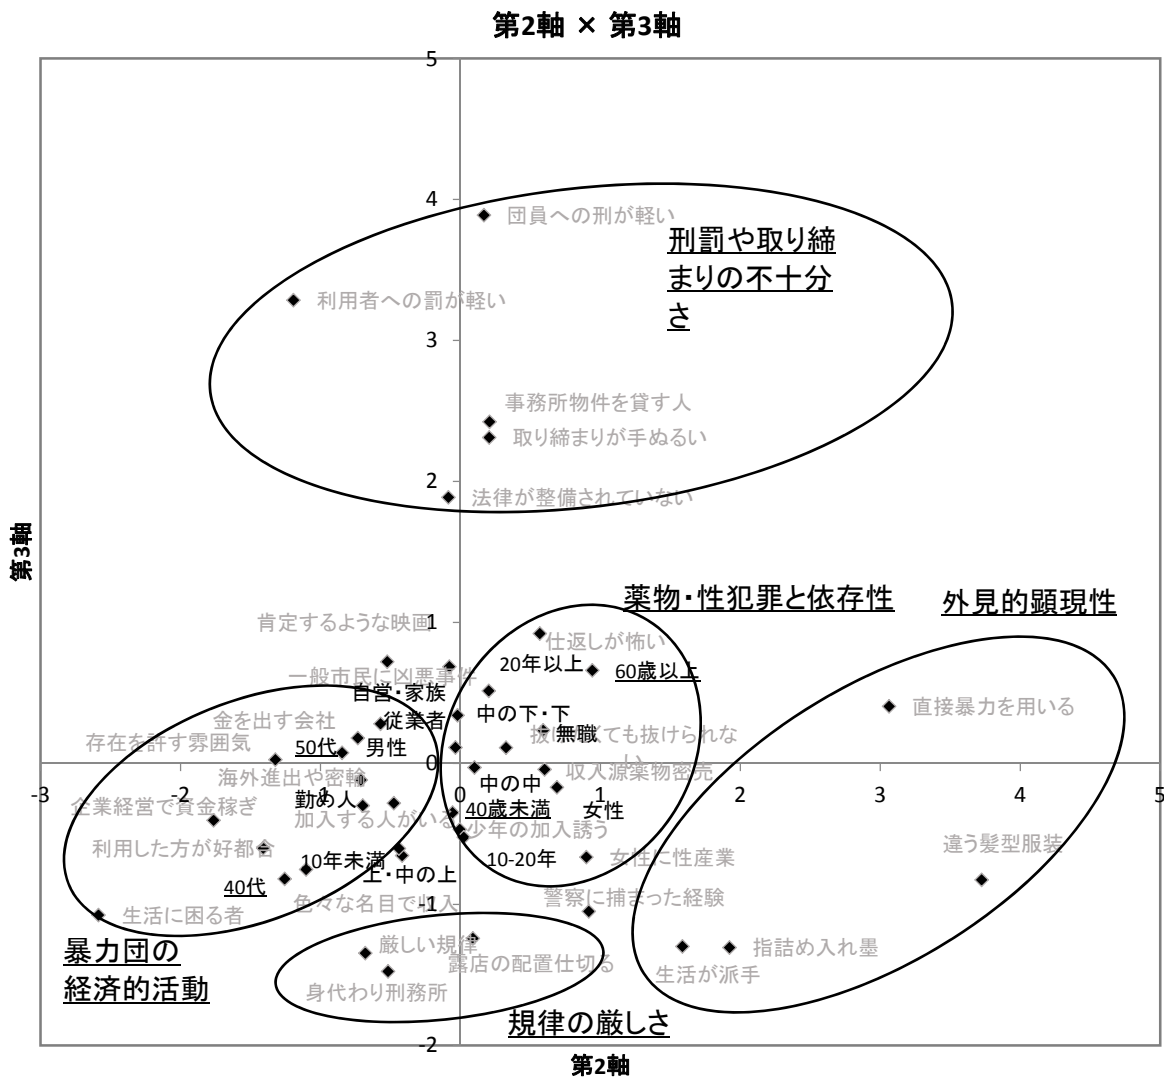 第2軸 × 第3軸
5
4
団員への刑が軽い
刑罰や取り締
まりの不十分
さ
利用者への罰が軽い
3
事務所物件を貸す人
取り締まりが手ぬるい
2
法律が整備されていない
第3軸
薬物・性犯罪と依存性
外見的顕現性
1
肯定するような映画
仕返しが怖い
20年以上
60歳以上
一般市民に凶悪事件
自営・家族
従業者
中の下・下
直接暴力を用いる
金を出す会社
無職
抜けたくても抜けられな
い
存在を許す雰囲気
50代
男性
0
海外進出や密輸
収入源薬物密売
-3
-2
-1
0
1
2
3
4
5
勤め人
中の中
企業経営で資金稼ぎ
40歳未満
女性
加入する人がいる
少年の加入誘う
利用した方が好都合
10年未満
10-20年
女性に性産業
違う髪型服装
上・中の上
40代
色々な名目で収入
-1
警察に捕まった経験
生活に困る者
暴力団の
経済的活動
厳しい規律
露店の配置仕切る
指詰め入れ墨
生活が派手
身代わり刑務所
規律の厳しさ
-2
第2軸